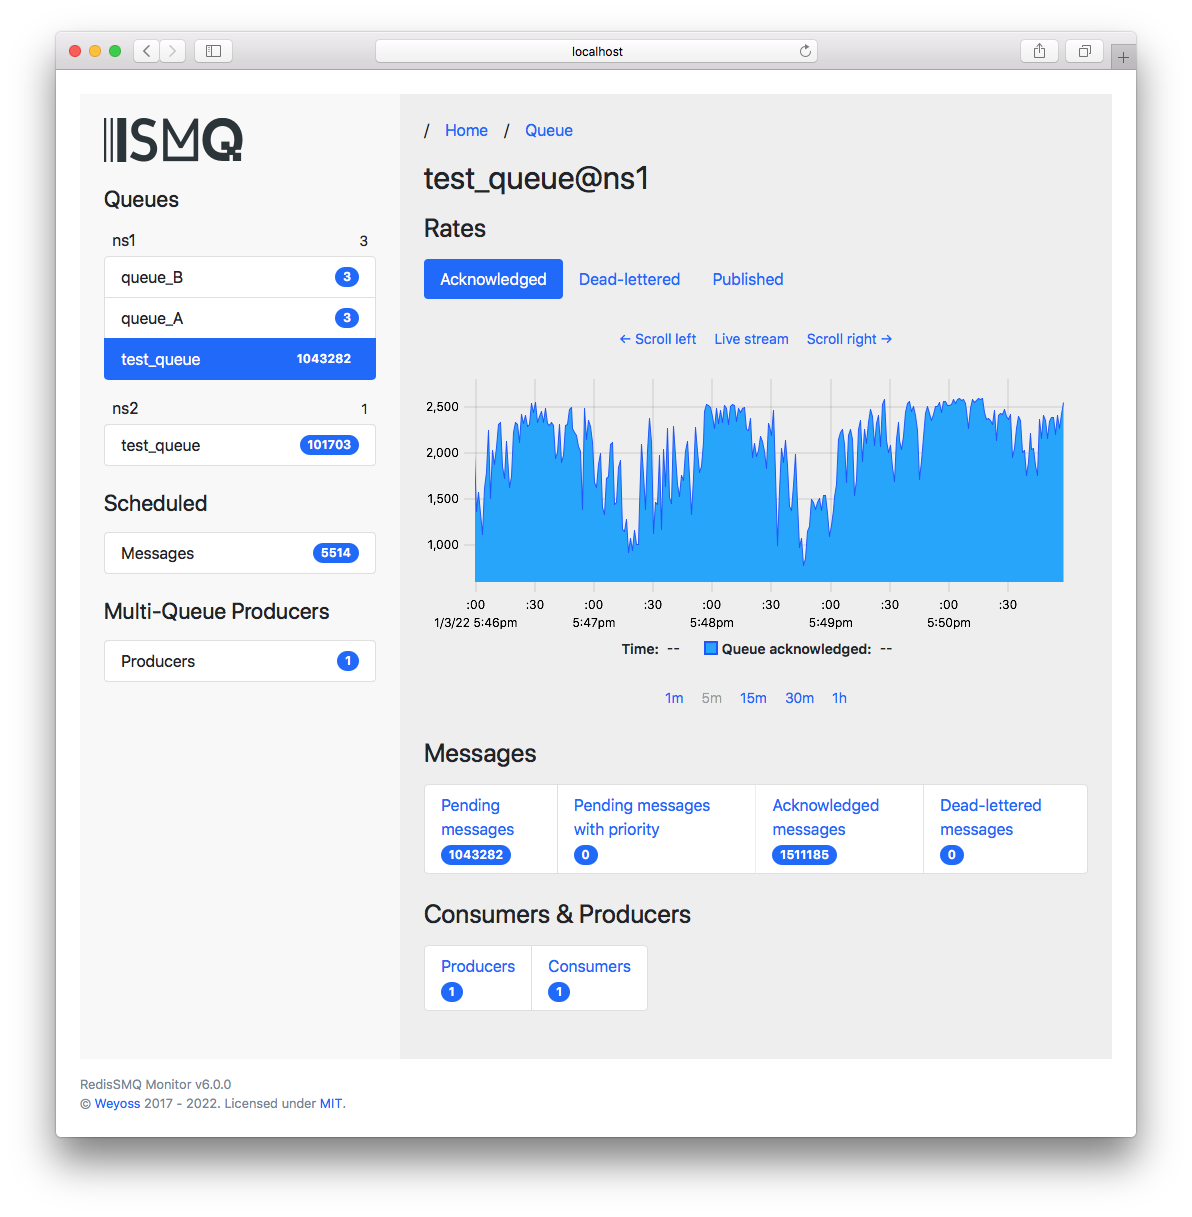 localhost
ISMQ
Queues
ns1 3
queue_B 3
queue_A 3
test_queue 1043282
ns2 1
test_queue 101703
Scheduled
Messages 5514
Multi-Queue Producers
Producers 1
/ Home / Queue
test_queue@ns1
Rates
Acknowledged Dead-lettered Published
← Scroll left Live stream Scroll right →
2,500
2,000
1,500
1,000
:00 :30 :00 :30 :00 :30 :00 :30 :00 :30
1/3/22 5:46pm 5:47pm 5:48pm 5:49pm 5:50pm
Time: -- Queue acknowledged: --
1m 5m 15m 30m 1h
Messages
Pending messages 1043282
Pending messages with priority 0
Acknowledged messages 1511185
Dead-lettered messages 0
Consumers & Producers
Producers 1
Consumers 1
RedisSMQ Monitor v6.0.0
© Weyoss 2017 - 2022. Licensed under MIT.